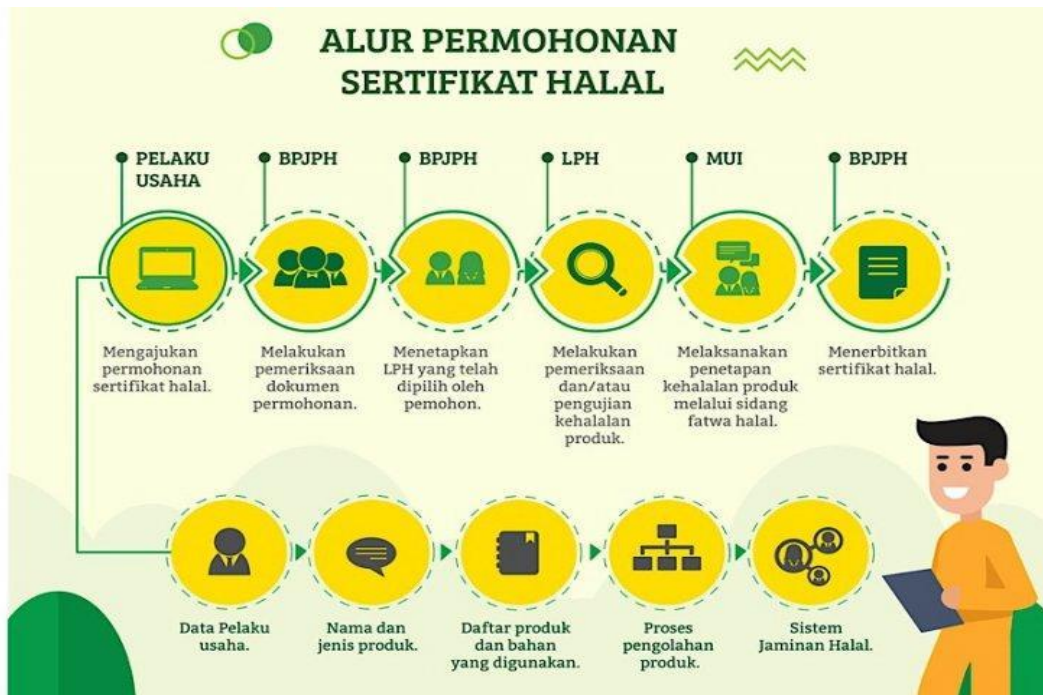 ALUR PERMOHONAN
SERTIFIKAT HALAL
PELAKU
USAHA
BPJPH
BPJPH
LPH
MUI
BPJPH
Mengajukan
permohonan
sertifikat halal.
Melakukan
pemeriksaan
dokumen
permohonan.
Menetapkan
LPH yang telah
dipilih oleh
pemohon.
Melakukan
pemeriksaan
dan/atau
pengujian
kehalalan
produk.
Melaksanakan
penetapan
kehalalan produk
melalui sidang
fatwa halal.
Menerbitkan
sertifikat halal.
Data Pelaku
usaha.
Nama dan
jenis produk.
Daftar produk
dan bahan
yang digunakan.
Proses
pengolahan
produk.
Sistem
Jaminan Halal.